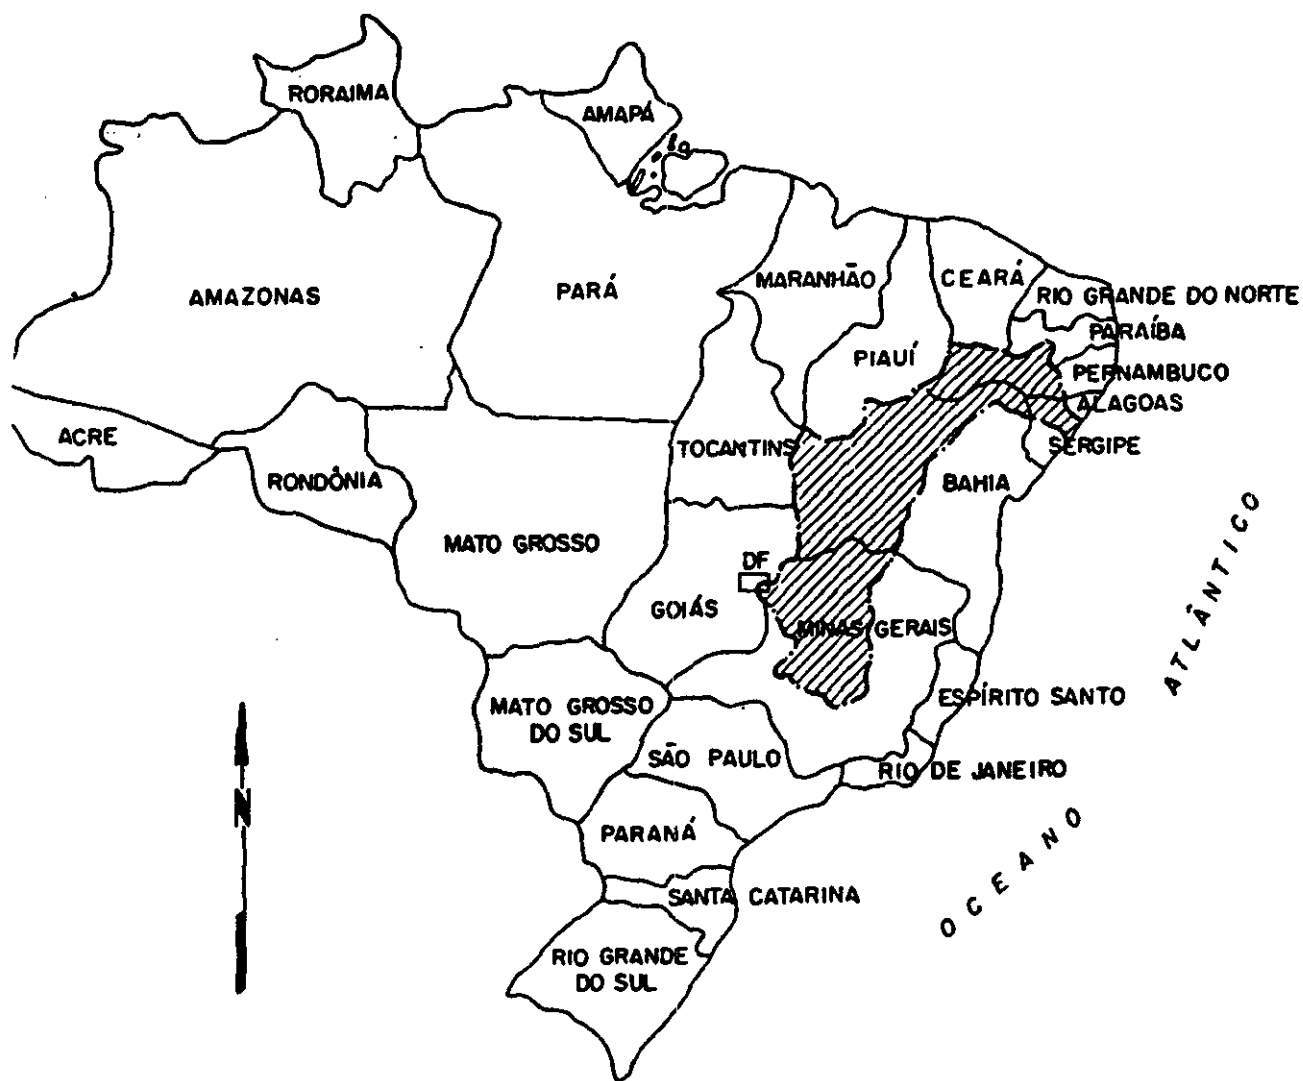 RORAIMA
AMAPÁ
AMAZONAS
PARÁ
MARANHÃO
CEARÁ
RIO GRANDE DO NORTE
PARAÍBA
PIAUÍ
PERNAMBUCO
ALAGOAS
SERGIPE
ACRE
TOCANTINS
RONDÔNIA
BAHIA
MATO GROSSO
DF
GOIÁS
MINAS GERAIS
ESPÍRITO SANTO
MATO GROSSO
DO SUL
SÃO PAULO
RIO DE JANEIRO
PARANÁ
SANTA CATARINA
RIO GRANDE
DO SUL
N
OCEANO ATLÂNTICO